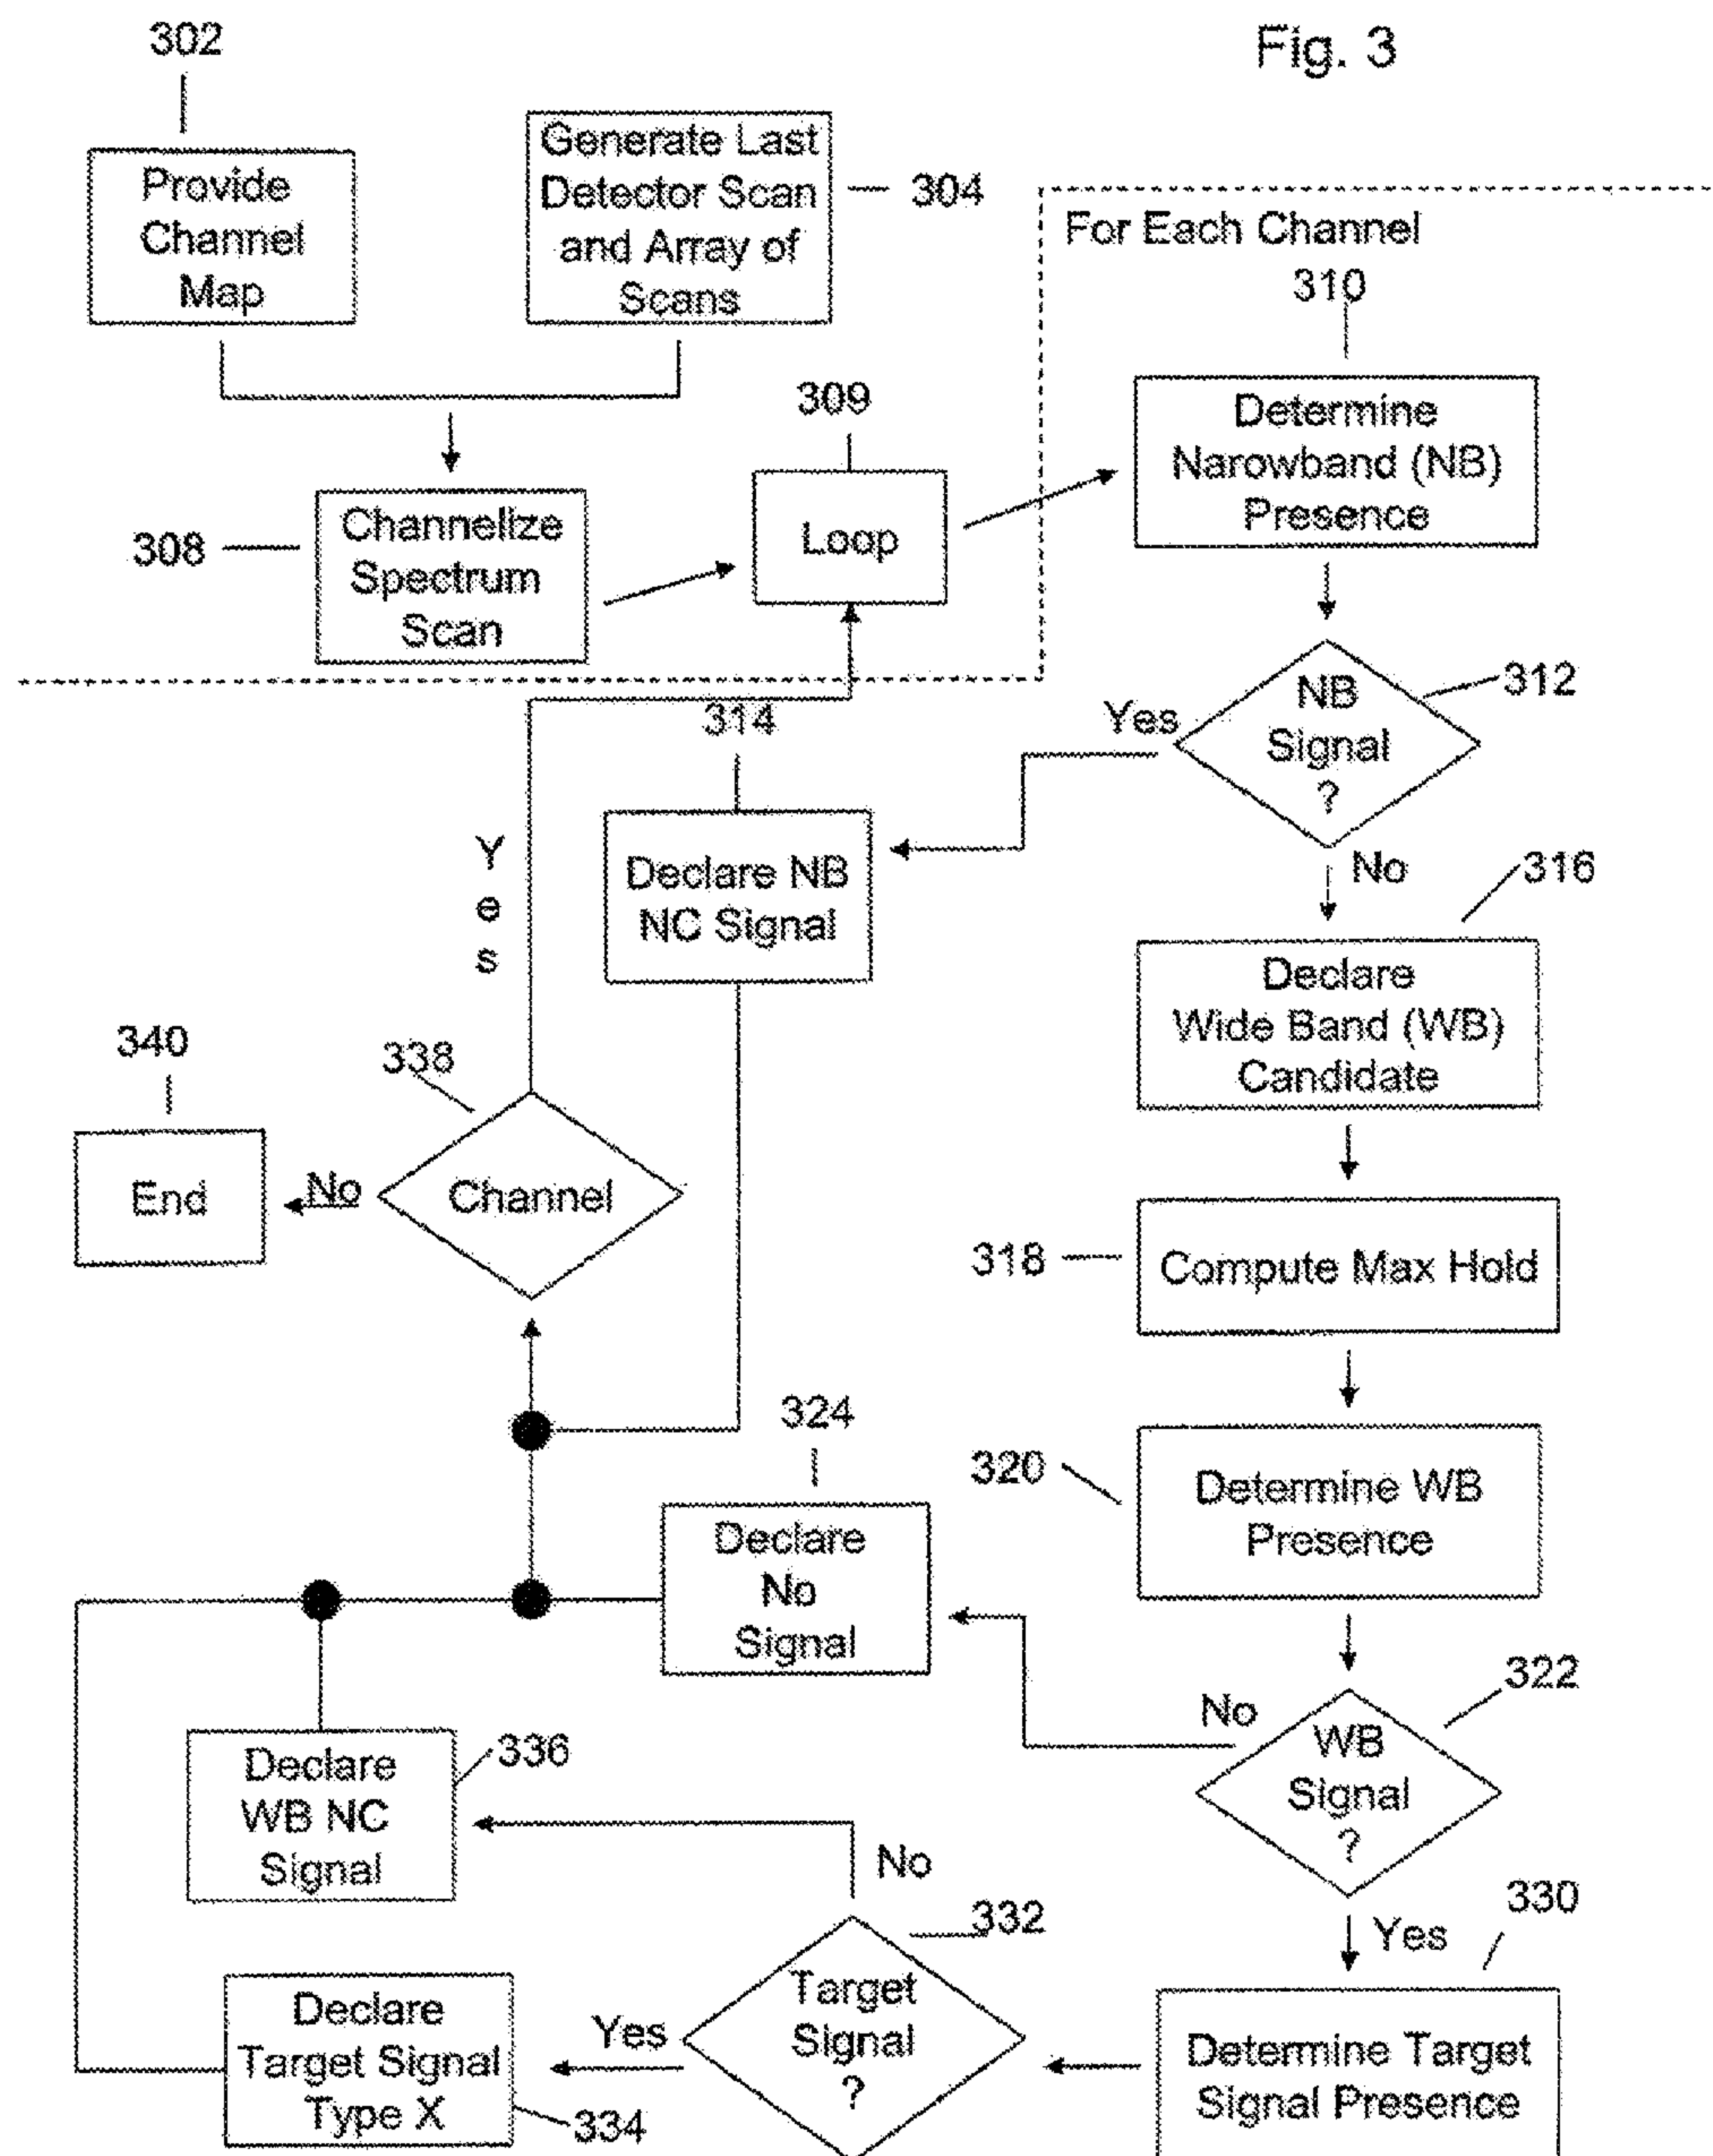 Fig. 3
302
Provide
Channel
Map
Generate Last
Detector Scan
and Array of
Scans
304
For Each Channel
310
Determine
Narowband (NB)
Presence
309
Loop
308
Channelize
Spectrum
Scan
NB
Signal
?
312
Yes
No
314
Declare NB
NC Signal
316
Declare
Wide Band (WB)
Candidate
Y
e
s
340
End
338
No
Channel
318
Compute Max Hold
324
Declare
No
Signal
320
Determine WB
Presence
322
WB
Signal
?
No
Yes
336
Declare
WB NC
Signal
No
332
Target
Signal
?
330
Determine Target
Signal Presence
Yes
Declare
Target Signal
Type X
334